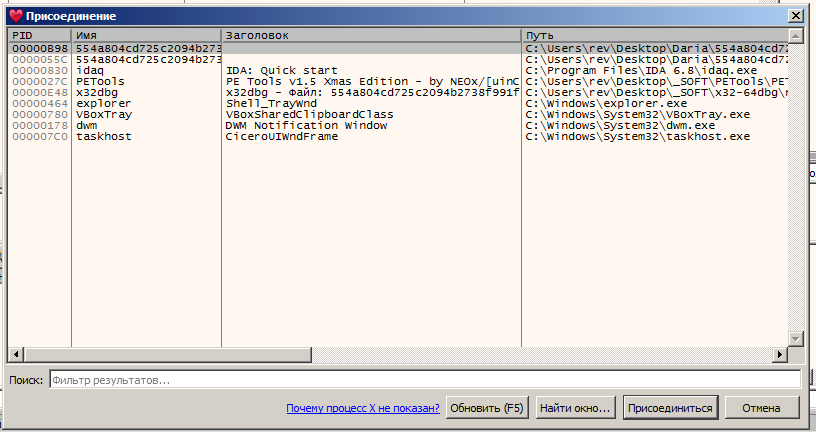 Присоединение
PID Имя Заголовок Путь
00000B98 554a804cd725c2094b273 C:\Users\rev\Desktop\Daria\554a804cd72
0000055C 554a804cd725c2094b273 C:\Users\rev\Desktop\Daria\554a804cd72
00000830 idaq IDA: Quick start C:\Program Files\IDA 6.8\idaq.exe
0000027C PETools PE Tools v1.5 Xmas Edition - by NEOx/[uinC C:\Users\rev\Desktop\_SOFT\PETools\PET
00000E48 x32dbg x32dbg - Файл: 554a804cd725c2094b2738f991f C:\Users\rev\Desktop\_SOFT\x32-64dbg\r
00000464 explorer Shell_TrayWnd C:\Windows\explorer.exe
00000780 VBoxTray VBoxSharedClipboardClass C:\Windows\System32\VBoxTray.exe
00000178 dwm DWM Notification Window C:\Windows\System32\dwm.exe
000007C0 taskhost CiceroUIWndFrame C:\Windows\System32\taskhost.exe
Поиск: Фильтр результатов...
Почему процесс X не показан? Обновить (F5) Найти окно... Присоединиться Отмена